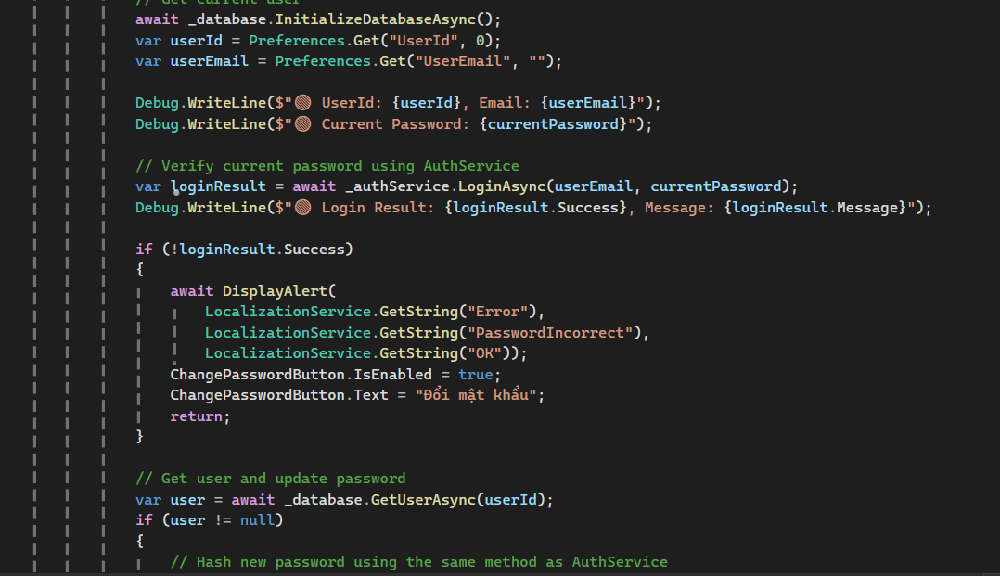 // Get current user
await _database.InitializeDatabaseAsync();
var userId = Preferences.Get("UserId", 0);
var userEmail = Preferences.Get("UserEmail", "");
Debug.WriteLine($"🟤 UserId: {userId}, Email: {userEmail}");
Debug.WriteLine($"🟤 Current Password: {currentPassword}");
// Verify current password using AuthService
var loginResult = await _authService.LoginAsync(userEmail, currentPassword);
Debug.WriteLine($"🟤 Login Result: {loginResult.Success}, Message: {loginResult.Message}");
if (!loginResult.Success)
{
await DisplayAlert(
LocalizationService.GetString("Error"),
LocalizationService.GetString("PasswordIncorrect"),
LocalizationService.GetString("OK"));
ChangePasswordButton.IsEnabled = true;
ChangePasswordButton.Text = "Đổi mật khẩu";
return;
}
// Get user and update password
var user = await _database.GetUserAsync(userId);
if (user != null)
{
// Hash new password using the same method as AuthService